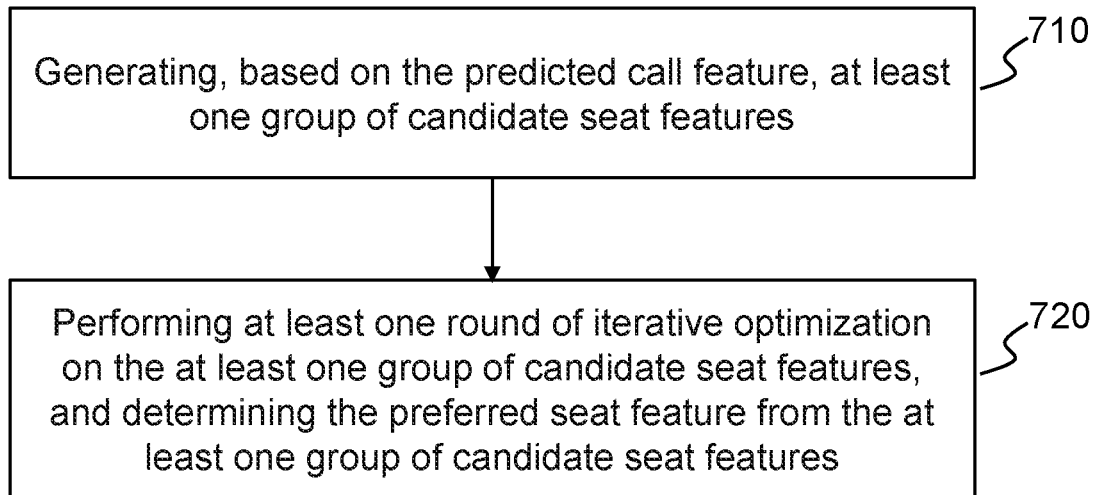 710
Generating, based on the predicted call feature, at least
one group of candidate seat features
720
Performing at least one round of iterative optimization
on the at least one group of candidate seat features,
and determining the preferred seat feature from the at
least one group of candidate seat features